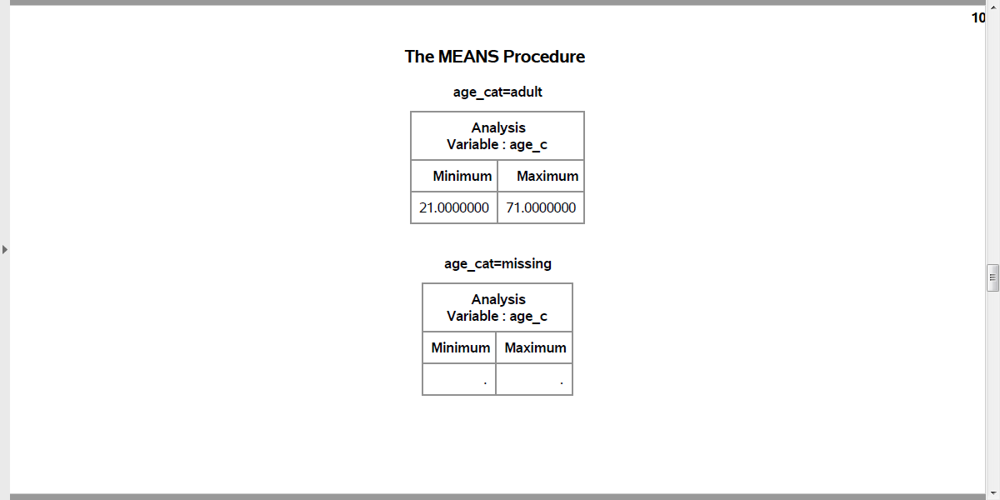 10
The MEANS Procedure
age_cat=adult
Analysis
Variable : age_c
Minimum Maximum
21.0000000 71.0000000
age_cat=missing
Analysis
Variable : age_c
Minimum Maximum
. .